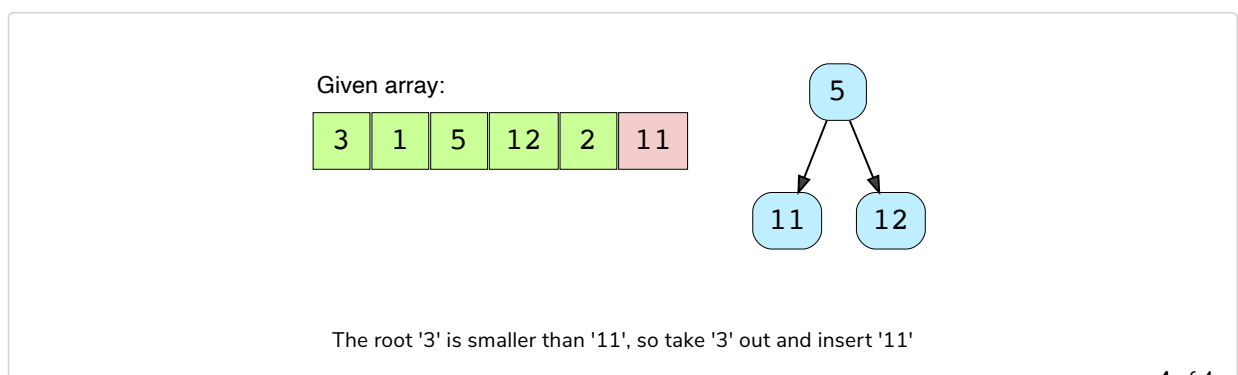 Given array:
3 1 5 12 2 11
5
11 12
The root '3' is smaller than '11', so take '3' out and insert '11'